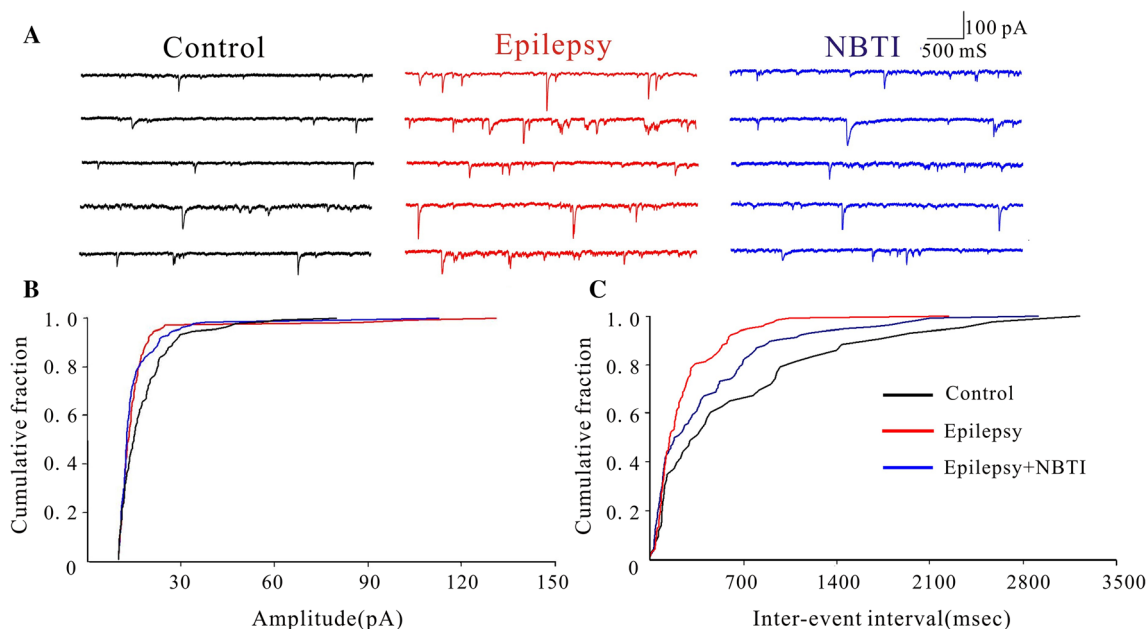 A
Control
Epilepsy
NBTI
100 pA
500 mS
B
1. 0
0. 8
0. 6
0. 4
0. 2
0
Cumulative fraction
30
60
90
120
150
Amplitude(pA)
C
1. 0
0. 8
0. 6
0. 4
0. 2
0
Cumulative fraction
700
1400
2100
2800
3500
Inter-event interval(msec)
Control
Epilepsy
Epilepsy+NBTI